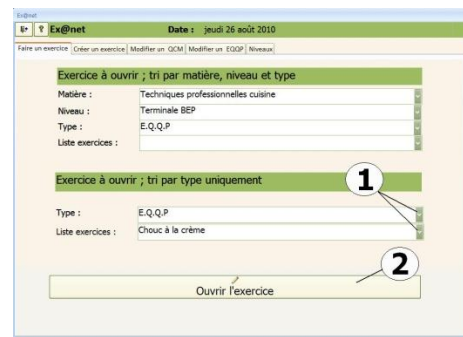 Ex@net
Ex@net Date : jeudi 26 août 2010
Faire un exercice Créer un exercice Modifier un QCM Modifier un EQQP Niveaux
Exercice à ouvrir ; tri par matière, niveau et type
Matière : Techniques professionnelles cuisine
Niveau : Terminale BEP
Type : E.Q.Q.P
Liste exercices :
Exercice à ouvrir ; tri par type uniquement
1
Type : E.Q.Q.P
Liste exercices : Chouc à la crème
2
Ouvrir l'exercice